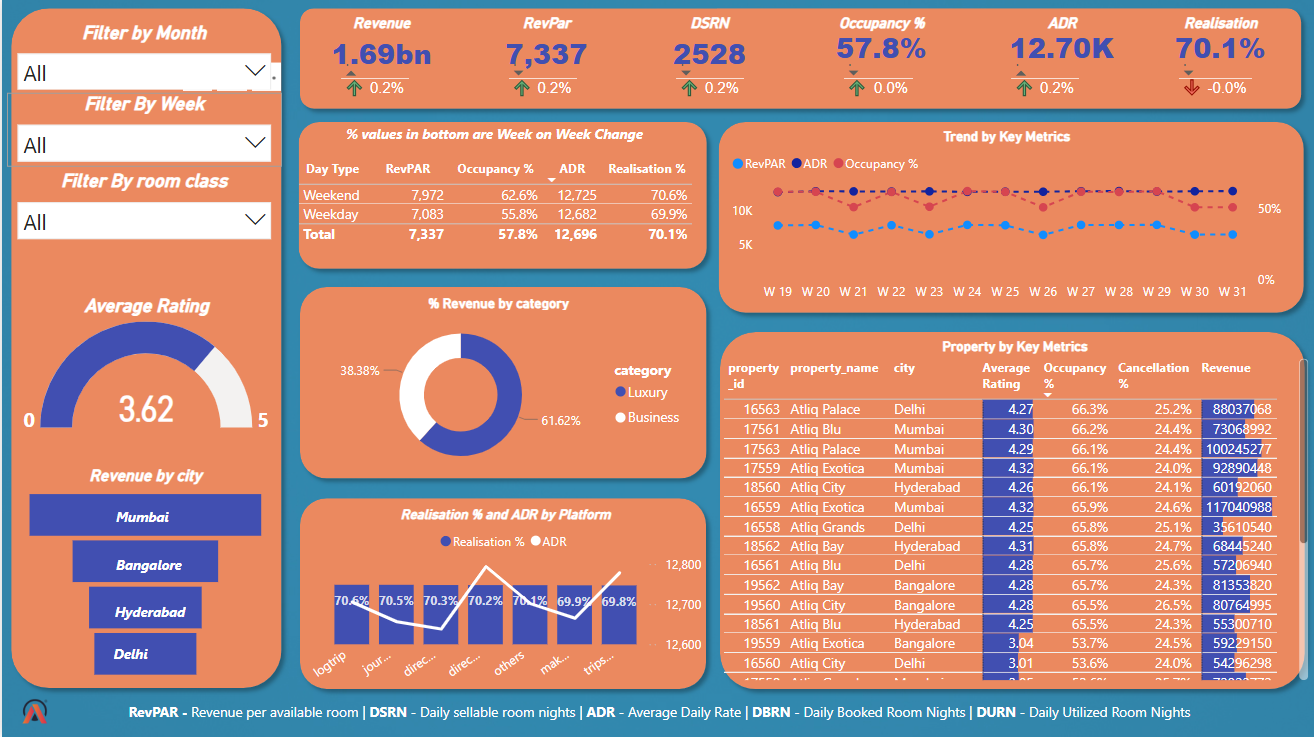 Filter by Month
All
Filter By Week
All
Filter By room class
All
Average Rating
3.62
0
5
Revenue by city
Mumbai
Bangalore
Hyderabad
Delhi
Revenue RevPar DSRN Occupancy % ADR Realisation
1.69bn 7,337 2528 57.8% 12.70K 70.1%
0.2% 0.2% 0.2% 0.0% 0.2% -0.0%
% values in bottom are Week on Week Change
Day Type RevPAR Occupancy % ADR Realisation %
Weekend 7,972 62.6% 12,725 70.6%
Weekday 7,083 55.8% 12,682 69.9%
Total 7,337 57.8% 12,696 70.1%
Trend by Key Metrics
RevPAR ADR Occupancy %
10K
50%
5K
0%
W 19 W 20 W 21 W 22 W 23 W 24 W 25 W 26 W 27 W 28 W 29 W 30 W 31
% Revenue by category
38.38%
61.62%
category
Luxury
Business
Realisation % and ADR by Platform
Realisation % ADR
12,800
70.6% 70.5% 70.3% 70.2% 70.1% 69.9% 69.8%
12,700
12,600
logtrip jour... direc... direc... others mak... trips...
Property by Key Metrics
property property_name city Average Occupancy Cancellation Revenue
_id Rating % %
16563 Atliq Palace Delhi 4.27 66.3% 25.2% 88037068
17561 Atliq Blu Mumbai 4.30 66.2% 24.4% 73068992
17563 Atliq Palace Mumbai 4.29 66.1% 24.4% 100245277
17559 Atliq Exotica Mumbai 4.32 66.1% 24.0% 92890448
18560 Atliq City Hyderabad 4.26 66.1% 24.1% 60192060
16559 Atliq Exotica Mumbai 4.32 65.9% 24.6% 117040988
16558 Atliq Grands Delhi 4.25 65.8% 25.1% 35610540
18562 Atliq Bay Hyderabad 4.31 65.8% 24.7% 68445240
16561 Atliq Blu Delhi 4.28 65.7% 25.6% 57206940
19562 Atliq Bay Bangalore 4.28 65.7% 24.3% 81353820
19560 Atliq City Bangalore 4.28 65.5% 26.5% 80764995
18561 Atliq Blu Hyderabad 4.25 65.5% 24.3% 55300710
19559 Atliq Exotica Bangalore 3.04 53.7% 24.5% 59229150
16560 Atliq City Delhi 3.01 53.6% 24.0% 54296298
RevPAR - Revenue per available room | DSRN - Daily sellable room nights | ADR - Average Daily Rate | DBRN - Daily Booked Room Nights | DURN - Daily Utilized Room Nights